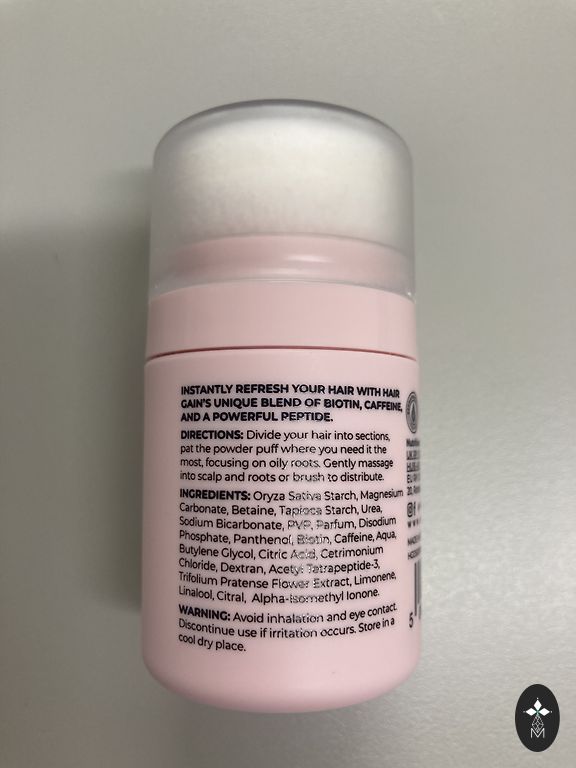 INSTANTLY REFRESH YOUR HAIR WITH HAIR
GAIN'S UNIQUE BLEND OF BIOTIN, CAFFEINE,
AND A POWERFUL PEPTIDE.
DIRECTIONS: Divide your hair into sections,
pat the powder puff where you need it the
most, focusing on oily roots. Gently massage
into scalp and roots or brush to distribute.
INGREDIENTS: Oryza Sativa Starch, Magnesium
Carbonate, Betaine, Tapioca Starch, Urea,
Sodium Bicarbonate, PVP, Parfum, Disodium
Phosphate, Panthenol, Biotin, Caffeine, Aqua,
Butylene Glycol, Citric Acid, Cetrimonium
Chloride, Dextran, Acetyl Tetrapeptide-3,
Trifolium Pratense Flower Extract, Limonene,
Linalool, Citral, Alpha-Isomethyl Ionone.
WARNING: Avoid inhalation and eye contact.
Discontinue use if irritation occurs. Store in a
cool dry place.
5
M